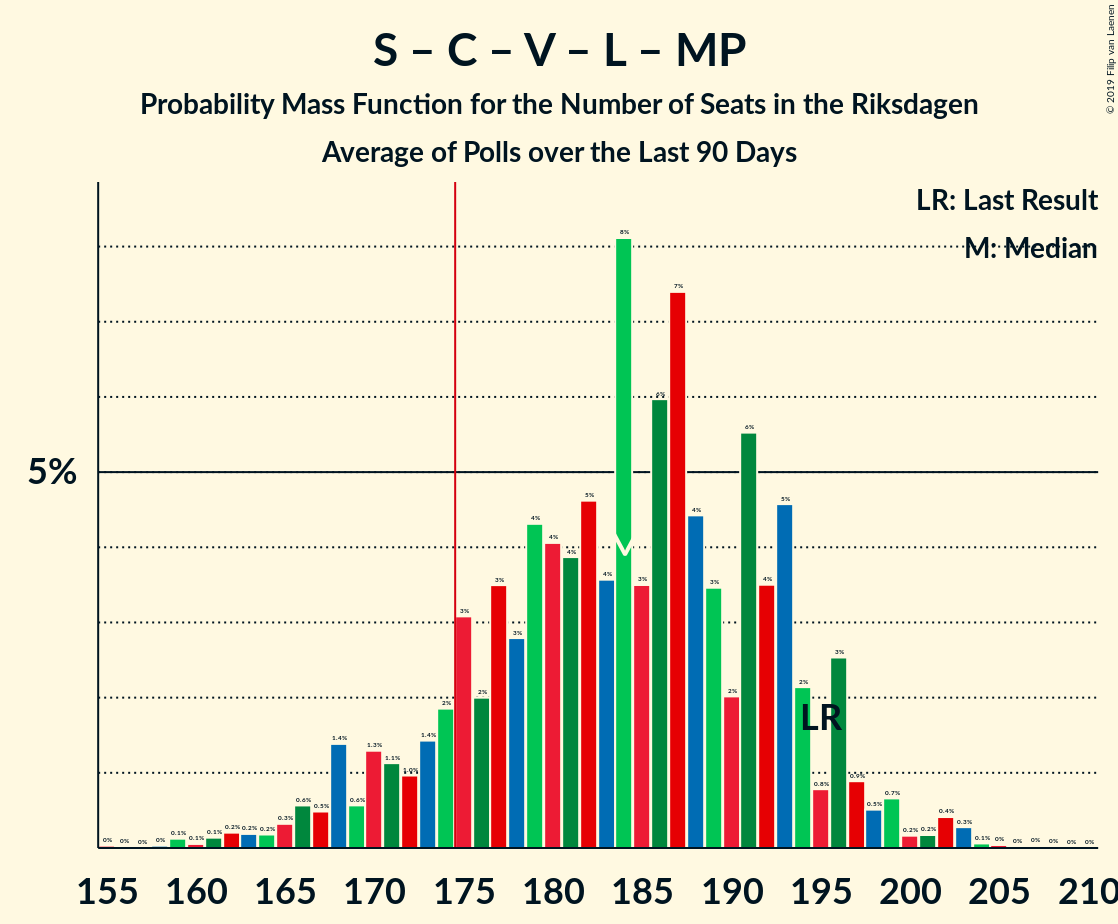 S – C – V – L – MP
Probability Mass Function for the Number of Seats in the Riksdagen
Average of Polls over the Last 90 Days
© 2019 Filip van Laenen
LR: Last Result
M: Median
5%
0% 0% 0% 0% 0.1% 0.1% 0.1% 0.2% 0.2% 0.2% 0.3% 0.6% 0.5% 1.4% 0.6% 1.3% 1.1% 1.0% 1.4% 2% 3% 2% 3% 3% 4% 4% 4% 5% 4% 8% 3% 6% 7% 4% 3% 2% 6% 4% 5% 2% 0.8% 3% 0.9% 0.5% 0.7% 0.2% 0.2% 0.4% 0.3% 0.1% 0% 0% 0% 0% 0% 0%
LR
155 160 165 170 175 180 185 190 195 200 205 210